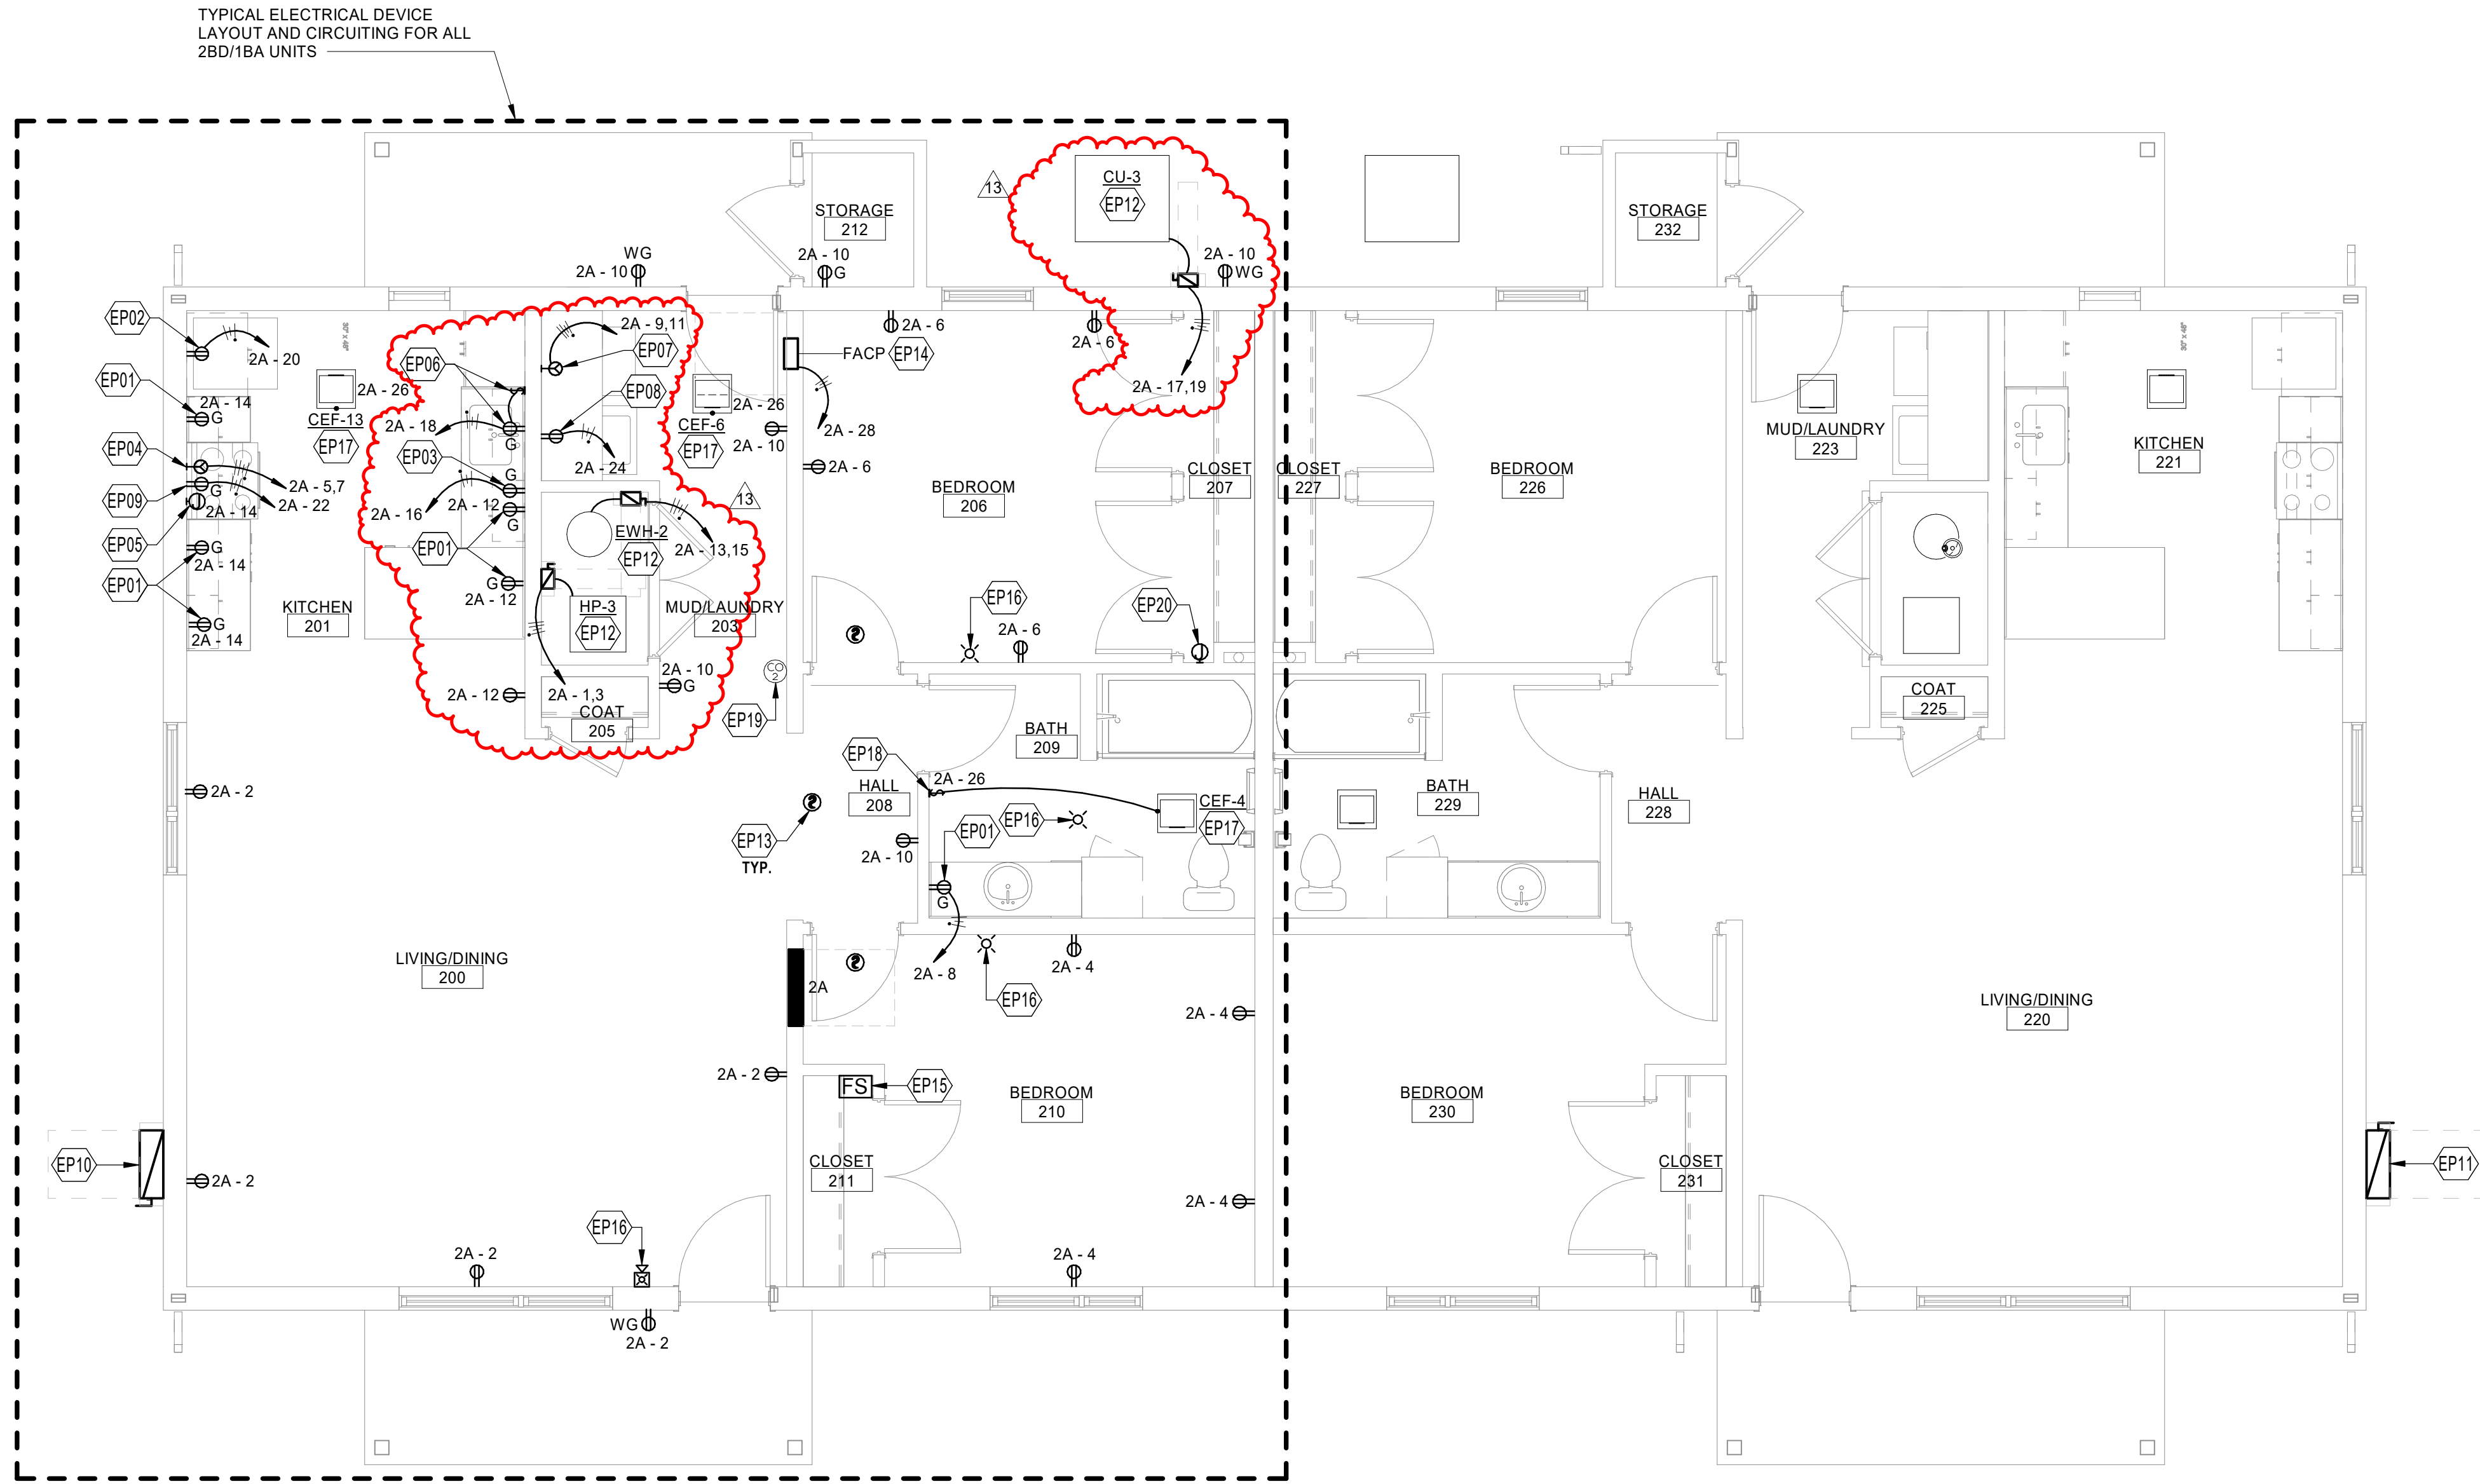 TYPICAL ELECTRICAL DEVICE
LAYOUT AND CIRCUITING FOR ALL
2BD/1BA UNITS
13
CU-3
EP12
STORAGE
212
STORAGE
232
WG
2A - 10
2A - 10
G
2A - 10
WG
EP02
2A - 20
30" x 48"
2A - 9,11
EP07
EP06
2A - 6
2A - 6
FACP
EP14
30" x 48"
EP01
2A - 14
G
2A - 26
CEF-13
EP17
EP08
2A - 26
CEF-6
EP17
2A - 10
2A - 28
2A - 17,19
2A - 18
G
EP04
EP03
G
2A - 24
2A - 6
EP09
G
2A - 5,7
2A - 14
2A - 22
2A - 16
2A - 12
G
13
BEDROOM
206
CLOSET
207
CLOSET
227
BEDROOM
226
MUD/LAUNDRY
223
KITCHEN
221
EP05
G
2A - 14
EP01
EP01
EWH-2
EP12
2A - 13,15
G
2A - 12
KITCHEN
201
G
2A - 14
HP-3
EP12
MUD/LAUNDRY
203
EP16
2A - 6
EP20
2A - 12
2A - 1,3
2A - 10
G
CO
2
EP19
COAT
205
COAT
225
BATH
209
EP18
2A - 26
2A - 2
HALL
208
CEF-4
EP17
EP16
EP01
BATH
229
HALL
228
EP13
TYP.
2A - 10
G
2A - 8
2A - 4
EP16
LIVING/DINING
200
2A
2A - 4
LIVING/DINING
220
2A - 2
FS
EP15
BEDROOM
210
BEDROOM
230
EP10
2A - 2
CLOSET
211
2A - 4
CLOSET
231
EP11
EP16
2A - 2
2A - 4
WG
2A - 2